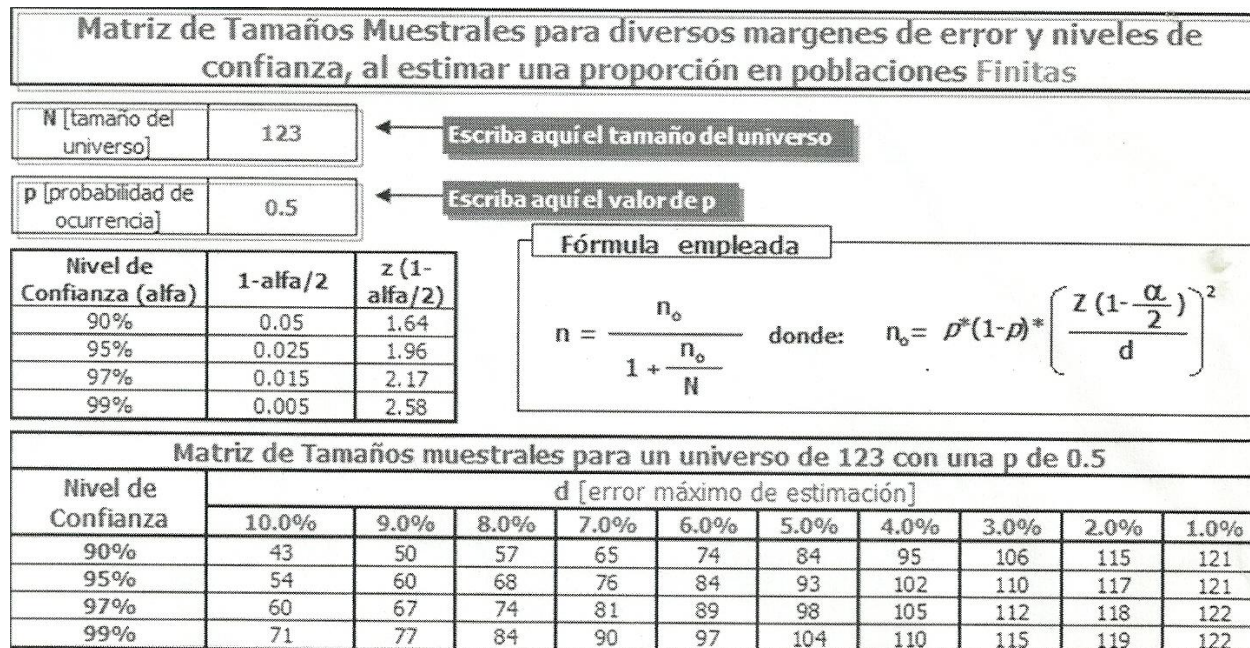 Matriz de Tamaños Muestrales para diversos margenes de error y niveles de
confianza, al estimar una proporción en poblaciones Finitas
N [tamaño del
universo]
123
Escriba aquí el tamaño del universo
p [probabilidad de
ocurrencia]
0.5
Escriba aquí el valor de p
Nivel de
Confianza (alfa)
1-alfa/2
z (1-
alfa/2)
90% 0.05 1.64
95% 0.025 1.96
97% 0.015 2.17
99% 0.005 2.58
Fórmula empleada
n = n₀ / (1 + n₀/N) donde: n₀= p*(1-p)* (Z (1-α/2) / d)²
Matriz de Tamaños muestrales para un universo de 123 con una p de 0.5
Nivel de
Confianza
d [error máximo de estimación]
10.0% 9.0% 8.0% 7.0% 6.0% 5.0% 4.0% 3.0% 2.0% 1.0%
90% 43 50 57 65 74 84 95 106 115 121
95% 54 60 68 76 84 93 102 110 117 121
97% 60 67 74 81 89 98 105 112 118 122
99% 71 77 84 90 97 104 110 115 119 122